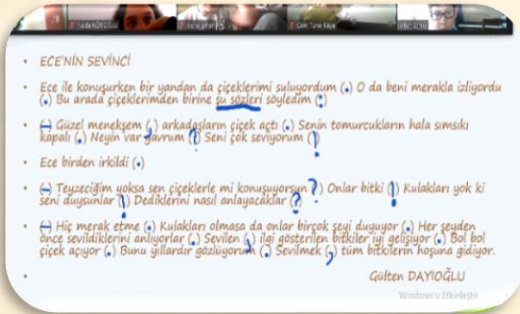 ECE'NİN SEVİNCİ
Ece ile konuşurken bir yandan da çiçeklerimi suluyordum (.) O da beni merakla izliyordu
(.) Bu arada çiçeklerimden birine şu sözleri söyledim (:)
(–) Güzel menekşem (,) arkadaşların çiçek açtı (.) Senin tomurcukların hala sımsıkı
kapalı (.) Neyin var yavrum (?) Seni çok seviyorum (!)
Ece birden irkildi (.)
(–) Teyzeciğim yoksa sen çiçeklerle mi konuşuyorsun (?) Onlar bitki (!) Kulakları yok ki
seni duysunlar (!) Dediklerini nasıl anlayacaklar (?)
(–) Hiç merak etme (.) Kulakları olmasa da onlar birçok şeyi duyuyor (.) Her şeyden
önce sevildiklerini anlıyorlar (.) Sevilen (,) ilgi gösterilen bitkiler iyi gelişiyor (.) Bol bol
çiçek açıyor (.) Bunu yıllardır gözlüyorum (.) Sevilmek (,) tüm bitkilerin hoşuna gidiyor.
Gülten DAYIOĞLU
Windows'u Etkinleştir